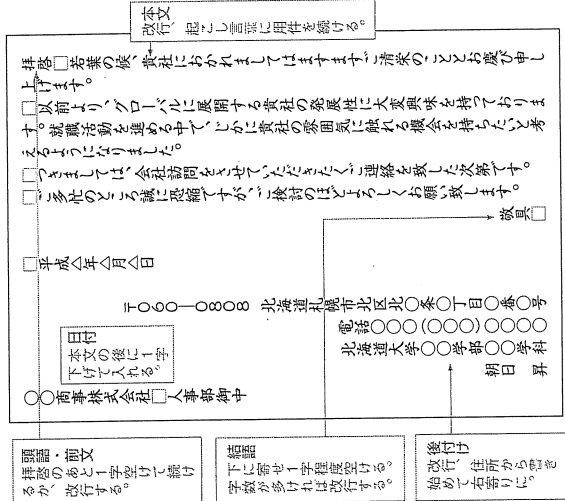 本文
改行、起こし言葉に用件を続ける。
拝啓□若葉の候、貴社におかれましてはますますご清栄のこととお慶び申し
上げます。
□以前より、グローバルに展開する貴社の発展性に大変興味を持っておりま
す。就職活動を進める中で、じかに貴社の雰囲気に触れる機会を持ちたいと考
えるようになりました。
□つきましては、会社訪問をさせていただきたくご連絡を致した次第です。
□ご多忙のところ誠に恐縮ですが、ご検討のほどよろしくお願い致します。
敬具□
□平成△年△月△日
〒060-0808 北海道札幌市北区北○条○丁目○番○号
電話○○○(○○○)○○○○
北海道大学○○学部○○学科
朝日 昇
○○商事株式会社□人事部御中
日付
本文の後に1字
下げて入れる。
頭語・前文
拝啓のあと1字空けて続け
るか、改行する。
結語
下に寄せ1字程度空ける。
字数が多ければ改行する。
後付け
改行、住所から書き
始めて右寄りに。